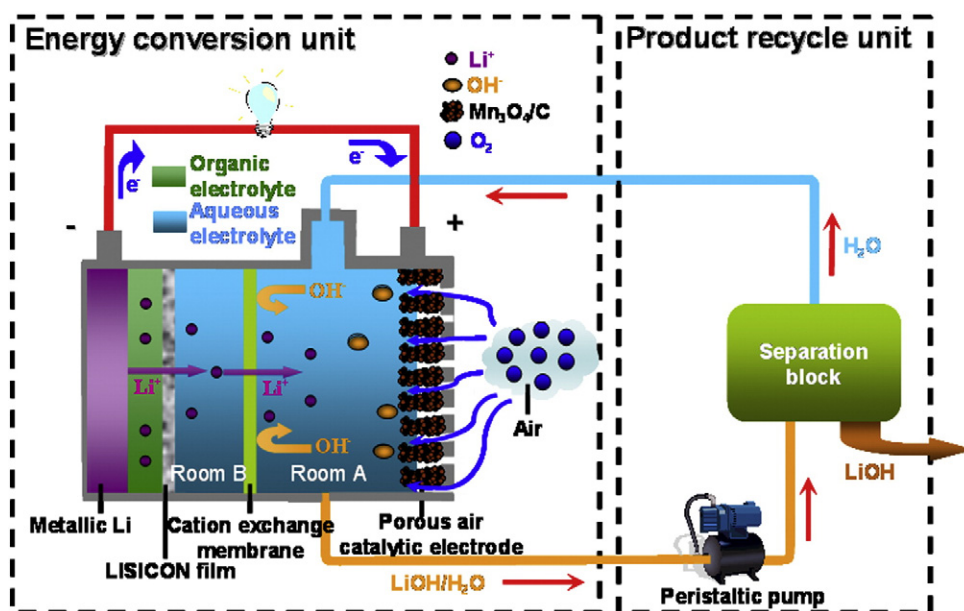 Energy conversion unit
Product recycle unit
Li⁺
OH⁻
Mn₃O₄/C
O₂
e⁻
e⁻
Organic
electrolyte
Aqueous
electrolyte
-
+
H₂O
OH⁻
Separation
block
Li⁺
Li⁺
Air
OH⁻
Room B
Room A
LiOH
Metallic Li
Cation exchange
membrane
Porous air
catalytic electrode
LISICON film
LiOH/H₂O
Peristaltic pump